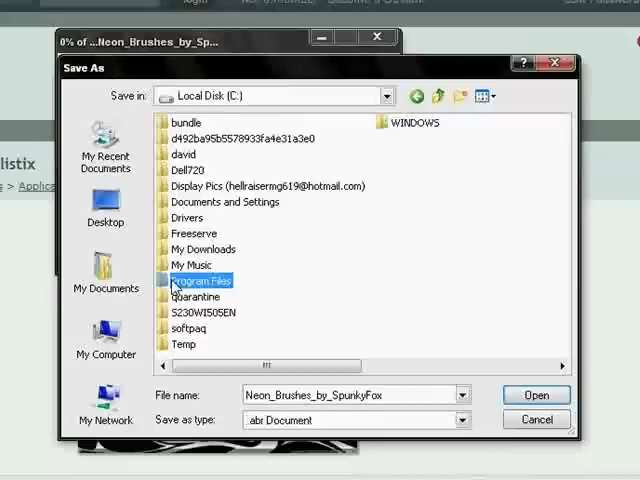 0% of ...Neon_Brushes_by_Sp...
Save As
Save in:
Local Disk (C:)
My Recent
Documents
Desktop
My Documents
My Computer
My Network
bundle
d492ba95b5578933fa4e31a3e0
david
Dell720
Display Pics (hellraisermg619@hotmail.com)
Documents and Settings
Drivers
Freeserve
My Downloads
My Music
Program Files
quarantine
S230WI505EN
softpaq
Temp
WINDOWS
File name:
Neon_Brushes_by_SpunkyFox
Open
Save as type:
.abr Document
Cancel
listix
> Applica